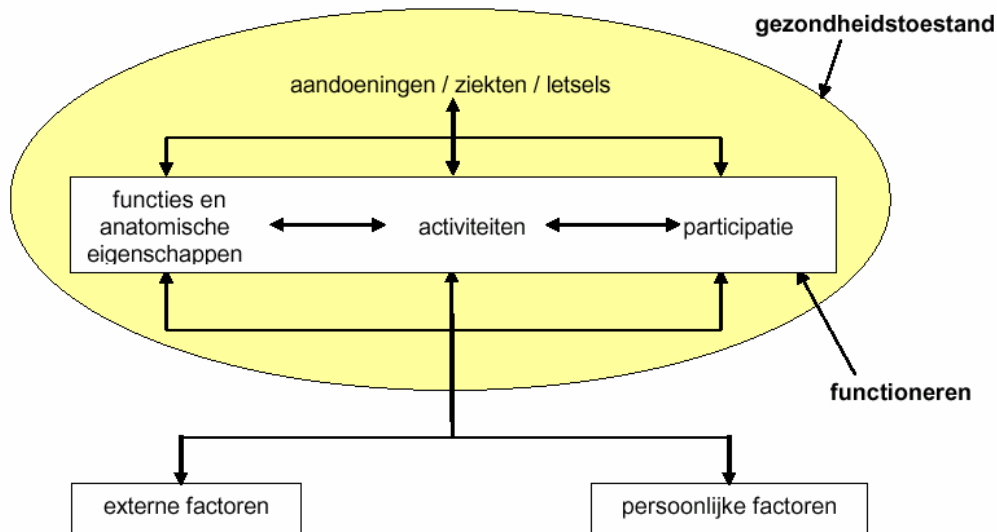 gezondheidstoestand
aandoeningen / ziekten / letsels
functies en
anatomische
eigenschappen
activiteiten
participatie
functioneren
externe factoren
persoonlijke factoren